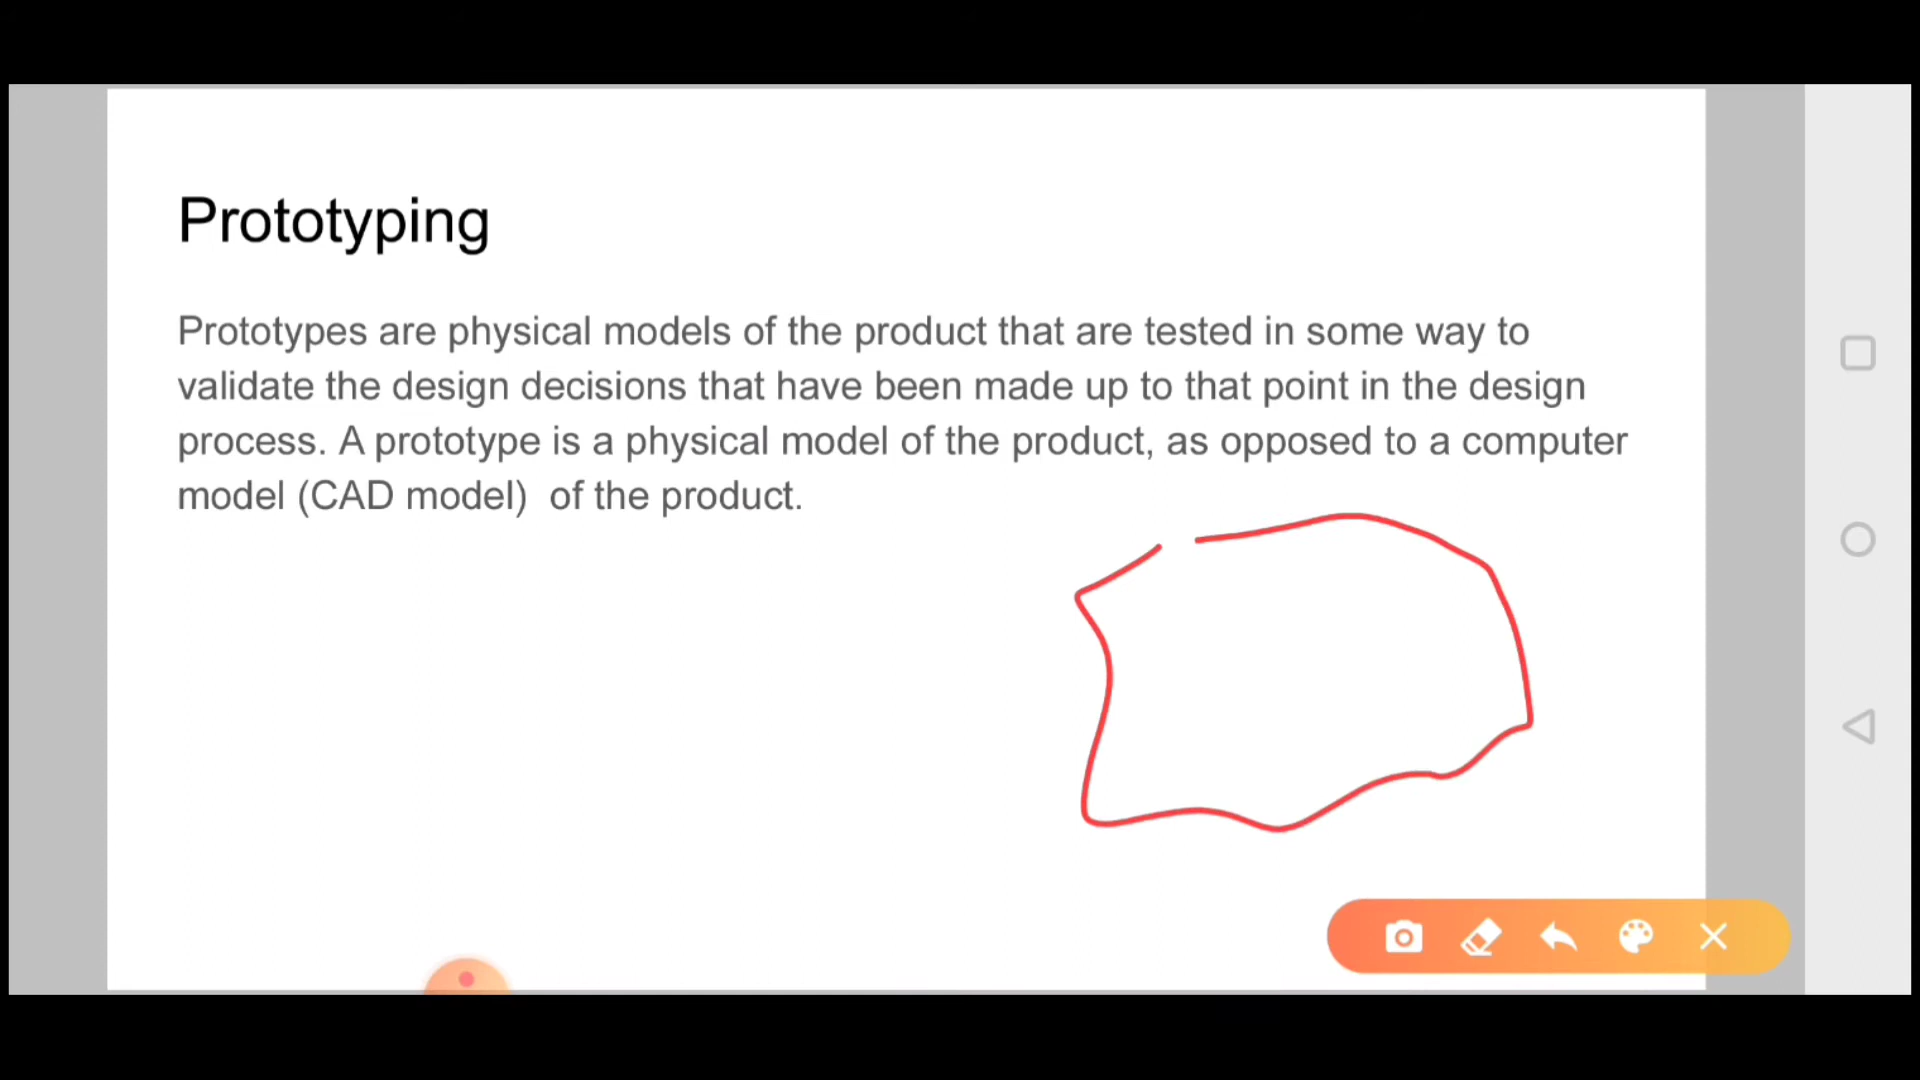 Prototyping
Prototypes are physical models of the product that are tested in some way to
validate the design decisions that have been made up to that point in the design
process. A prototype is a physical model of the product, as opposed to a computer
model (CAD model)  of the product.